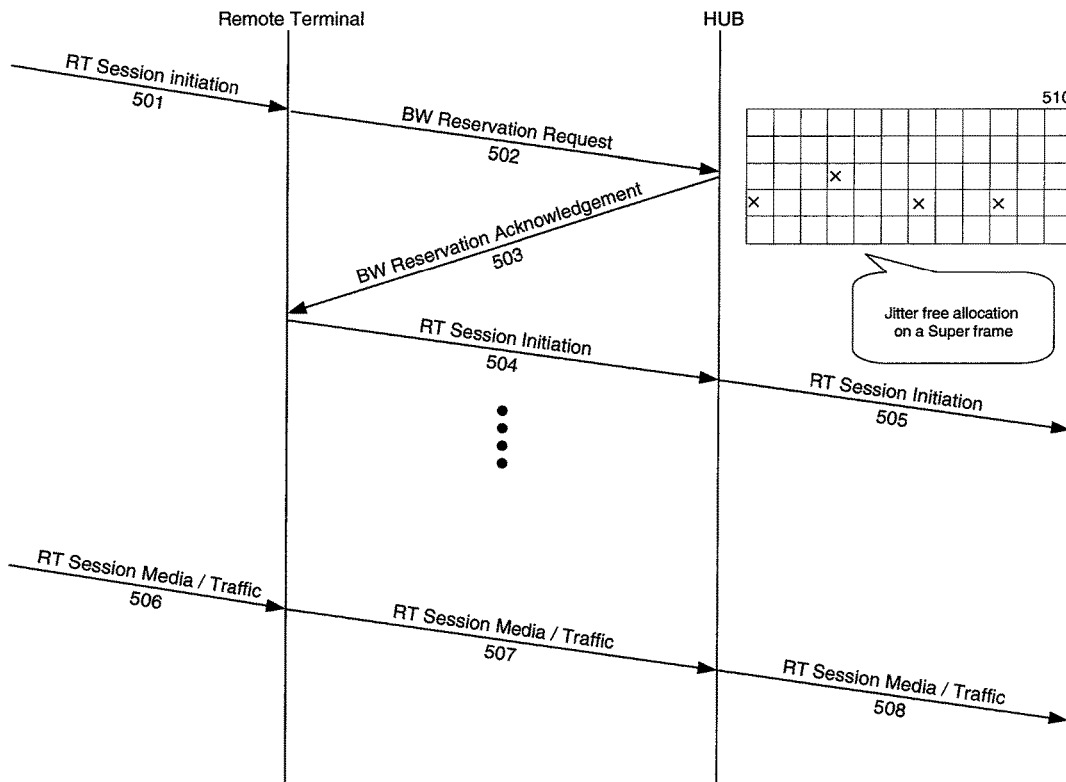 Remote Terminal
HUB
RT Session initiation
501
BW Reservation Request
502
510
BW Reservation Acknowledgement
503
Jitter free allocation
on a Super frame
RT Session Initiation
504
RT Session Initiation
505
RT Session Media / Traffic
506
RT Session Media / Traffic
507
RT Session Media / Traffic
508